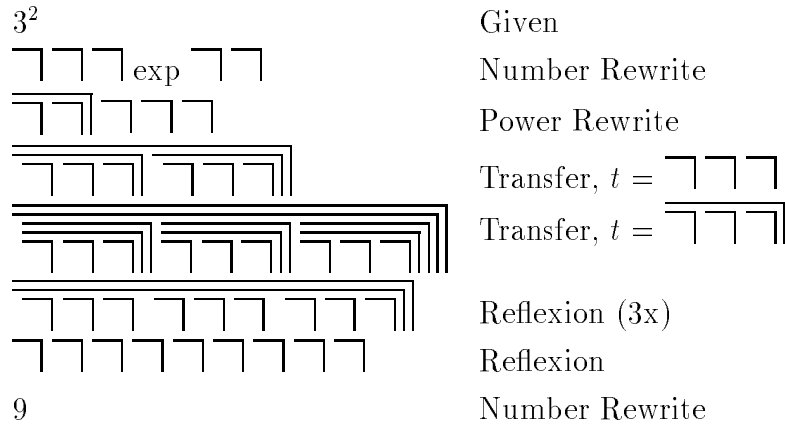 3² Given
exp Number Rewrite
Power Rewrite
Transfer, t =
Transfer, t =
Reflexion (3x)
Reflexion
9 Number Rewrite